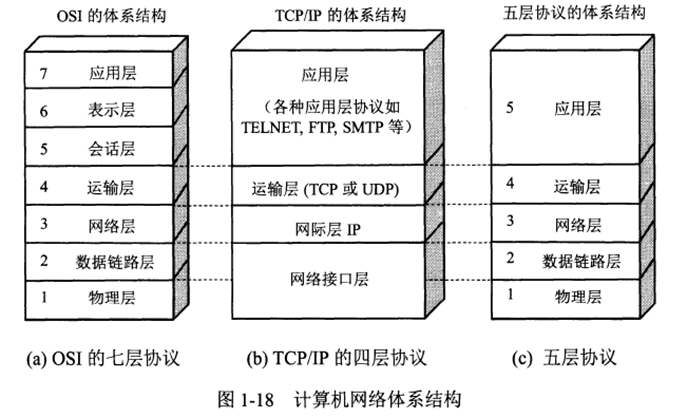 OSI 的体系结构
7 应用层
6 表示层
5 会话层
4 运输层
3 网络层
2 数据链路层
1 物理层
(a) OSI 的七层协议
TCP/IP 的体系结构
应用层
(各种应用层协议如
TELNET, FTP, SMTP 等)
运输层 (TCP 或 UDP)
网际层 IP
网络接口层
(b) TCP/IP 的四层协议
五层协议的体系结构
5 应用层
4 运输层
3 网络层
2 数据链路层
1 物理层
(c) 五层协议
图 1-18 计算机网络体系结构